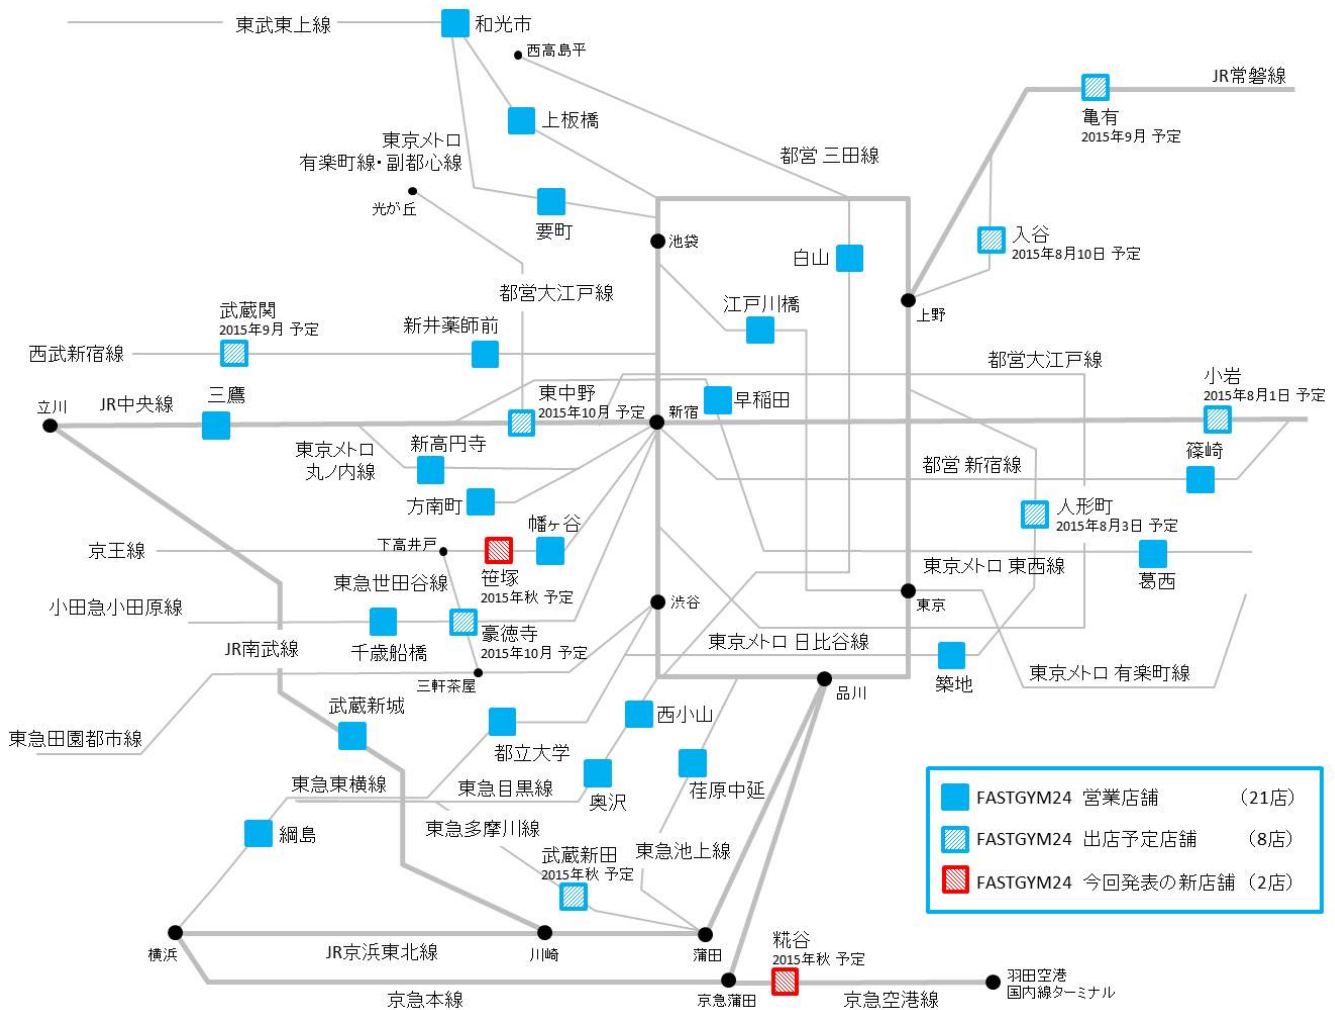 東武東上線
和光市
西高島平
JR常磐線
亀有
2015年9月 予定
上板橋
東京メトロ
有楽町線・副都心線
都営 三田線
光が丘
要町
池袋
白山
入谷
2015年8月10日 予定
都営大江戸線
江戸川橋
上野
武蔵関
2015年9月 予定
新井薬師前
西武新宿線
都営大江戸線
小岩
2015年8月1日 予定
立川
JR中央線
三鷹
東中野
2015年10月 予定
新宿
早稲田
東京メトロ
丸ノ内線
新高円寺
都営 新宿線
篠崎
方南町
人形町
2015年8月3日 予定
幡ヶ谷
京王線
下高井戸
笹塚
2015年秋 予定
東京メトロ 東西線
葛西
東急世田谷線
小田急小田原線
千歳船橋
豪徳寺
2015年10月 予定
渋谷
東京
JR南武線
東京メトロ 日比谷線
三軒茶屋
築地
東京メトロ 有楽町線
品川
武蔵新城
西小山
東急田園都市線
都立大学
東急東横線
東急目黒線
奥沢
荏原中延
FASTGYM24 営業店舗 （21店）
FASTGYM24 出店予定店舗 （8店）
FASTGYM24 今回発表の新店舗 （2店）
綱島
東急多摩川線
武蔵新田
2015年秋 予定
東急池上線
横浜
JR京浜東北線
川崎
蒲田
糀谷
2015年秋 予定
京急本線
京急蒲田
京急空港線
羽田空港
国内線ターミナル